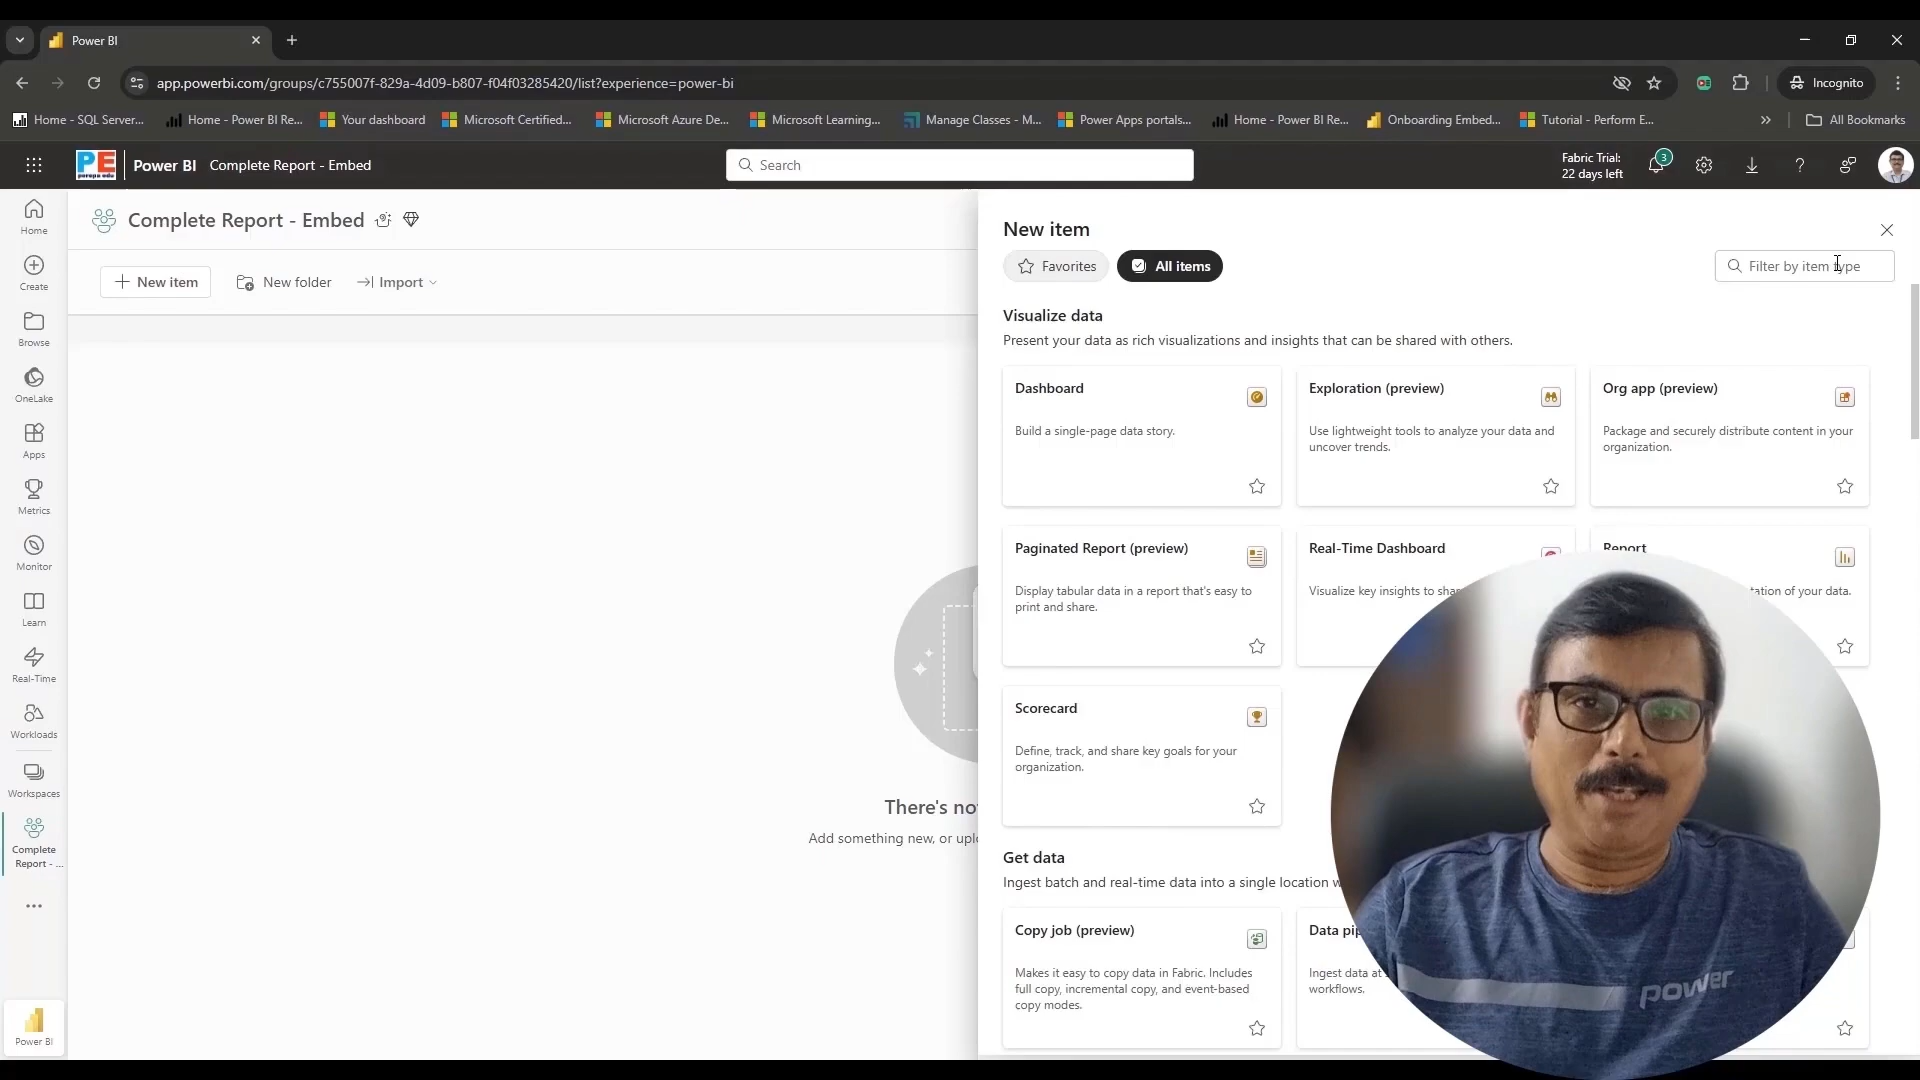 Power BI
app.powerbi.com/groups/c755007f-829a-4d09-b807-f04f03285420/list?experience=power-bi
Incognito
Home - SQL Server...
Home - Power BI Re...
Your dashboard
Microsoft Certified...
Microsoft Azure De...
Microsoft Learning...
Manage Classes - M...
Power Apps portals...
Home - Power BI Re...
Onboarding Embed...
Tutorial - Perform E...
All Bookmarks
PE
Power BI
Complete Report - Embed
Search
Fabric Trial:
22 days left
3
Home
Create
Browse
OneLake
Apps
Metrics
Monitor
Learn
Real-Time
Workloads
Workspaces
Complete
Report - ...
Power BI
Complete Report - Embed
New item
New folder
Import
There's no
Add something new, or
New item
Favorites
All items
Filter by item type
Visualize data
Present your data as rich visualizations and insights that can be shared with others.
Dashboard
Build a single-page data story.
Exploration (preview)
Use lightweight tools to analyze your data and
uncover trends.
Org app (preview)
Package and securely distribute content in your
organization.
Paginated Report (preview)
Display tabular data in a report that's easy to
print and share.
Real-Time Dashboard
Visualize key insights to
Report
of your data.
Scorecard
Define, track, and share key goals for your
organization.
Get data
Ingest batch and real-time data into a single location
Copy job (preview)
Makes it easy to copy data in Fabric. Includes
full copy, incremental copy, and event-based
copy modes.
Data
Ingest data at
workflows.
power